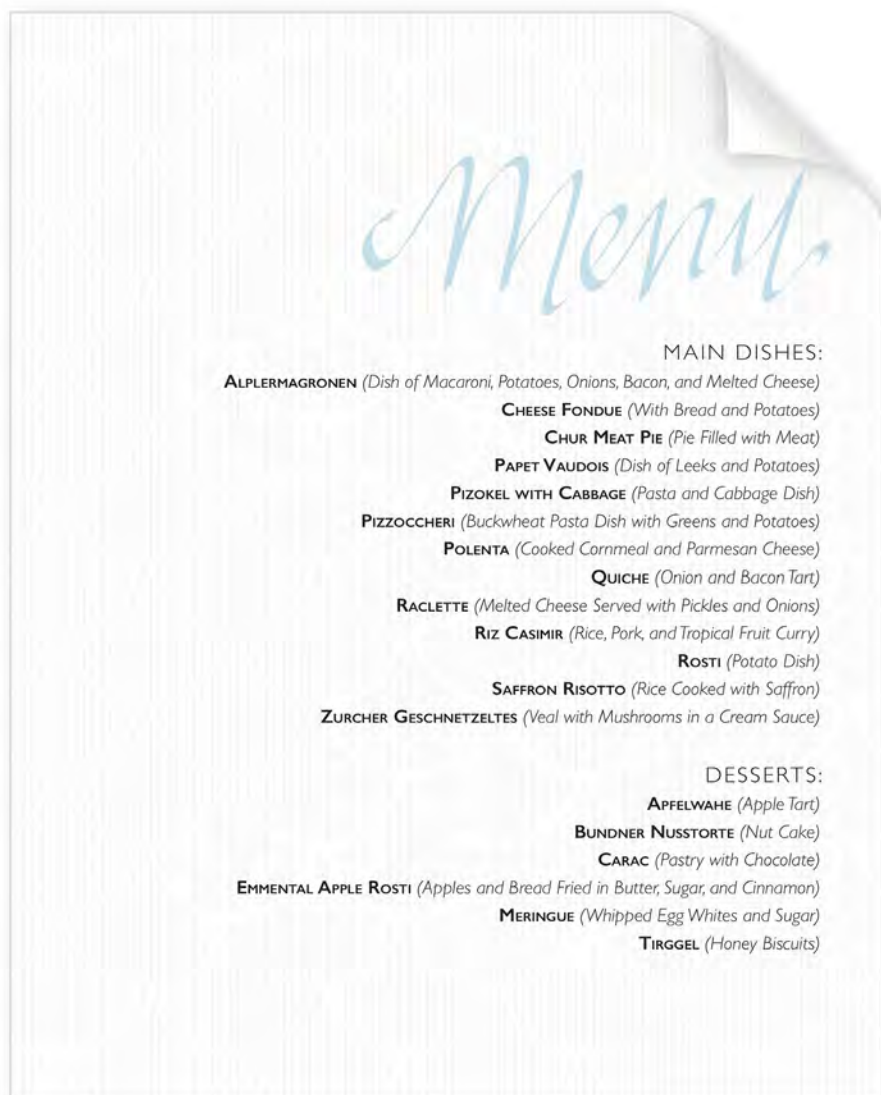 Menu
MAIN DISHES:
ALPLERMAGRONEN (Dish of Macaroni, Potatoes, Onions, Bacon, and Melted Cheese)
CHEESE FONDUE (With Bread and Potatoes)
CHUR MEAT PIE (Pie Filled with Meat)
PAPET VAUDOIS (Dish of Leeks and Potatoes)
PIZOKEL WITH CABBAGE (Pasta and Cabbage Dish)
PIZZOCCHERI (Buckwheat Pasta Dish with Greens and Potatoes)
POLENTA (Cooked Cornmeal and Parmesan Cheese)
QUICHE (Onion and Bacon Tart)
RACLETTE (Melted Cheese Served with Pickles and Onions)
RIZ CASIMIR (Rice, Pork, and Tropical Fruit Curry)
ROSTI (Potato Dish)
SAFFRON RISOTTO (Rice Cooked with Saffron)
ZURCHER GESCHNETZELTES (Veal with Mushrooms in a Cream Sauce)
DESSERTS:
APFELWAHE (Apple Tart)
BUNDNER NUSSTORTE (Nut Cake)
CARAC (Pastry with Chocolate)
EMMENTAL APPLE ROSTI (Apples and Bread Fried in Butter, Sugar, and Cinnamon)
MERINGUE (Whipped Egg Whites and Sugar)
TIRGGEL (Honey Biscuits)